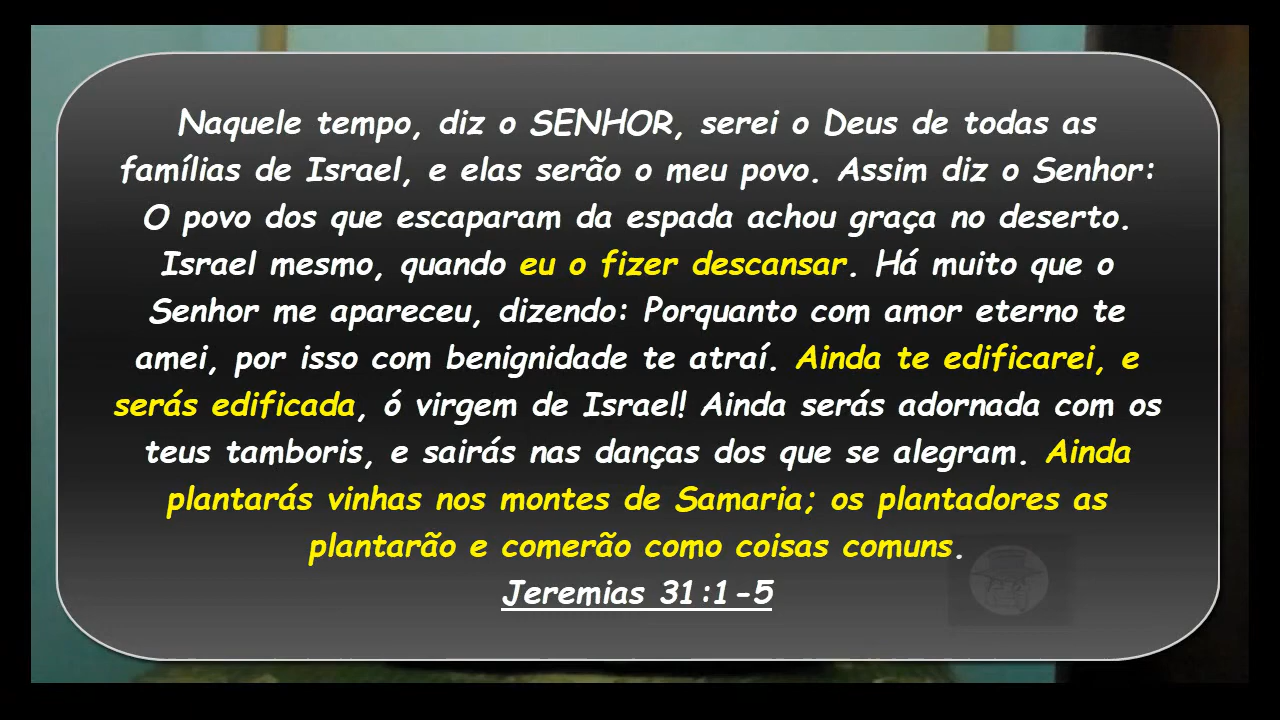 Naquele tempo, diz o SENHOR, serei o Deus de todas as
famílias de Israel, e elas serão o meu povo. Assim diz o Senhor:
O povo dos que escaparam da espada achou graça no deserto.
Israel mesmo, quando eu o fizer descansar. Há muito que o
Senhor me apareceu, dizendo: Porquanto com amor eterno te
amei, por isso com benignidade te atraí. Ainda te edificarei, e
serás edificada, ó virgem de Israel! Ainda serás adornada com os
teus tamboris, e sairás nas danças dos que se alegram. Ainda
plantarás vinhas nos montes de Samaria; os plantadores as
plantarão e comerão como coisas comuns.
Jeremias 31:1-5